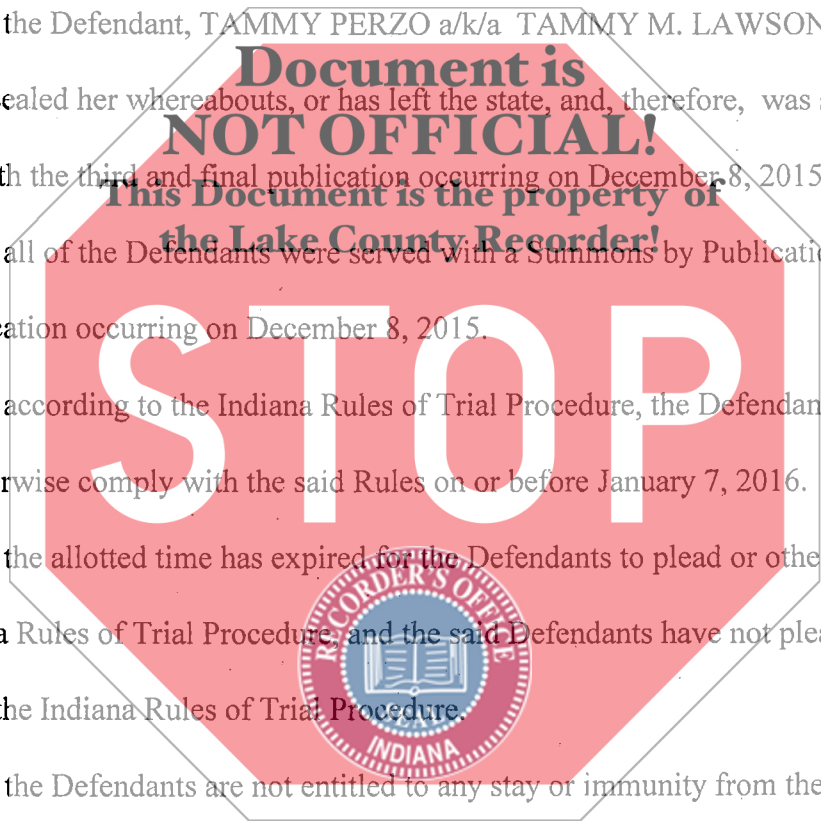 the Defendant, TAMMY PERZO a/k/a TAMMY M. LAWSON
Document is
ealed her whereabouts, or has left the state, and, therefore, was
NOT OFFICIAL!
h the third and final publication occurring on December 8, 2015
This Document is the property of
all of the Defendants were served with a Summons by Publicatio
the Lake County Recorder!
ation occurring on December 8, 2015.
STOP
according to the Indiana Rules of Trial Procedure, the Defendan
rwise comply with the said Rules on or before January 7, 2016.
the allotted time has expired for the Defendants to plead or othe
RECORDER'S OFFICE
a Rules of Trial Procedure, and the said Defendants have not plea
he Indiana Rules of Trial Procedure.
INDIANA
the Defendants are not entitled to any stay or immunity from the